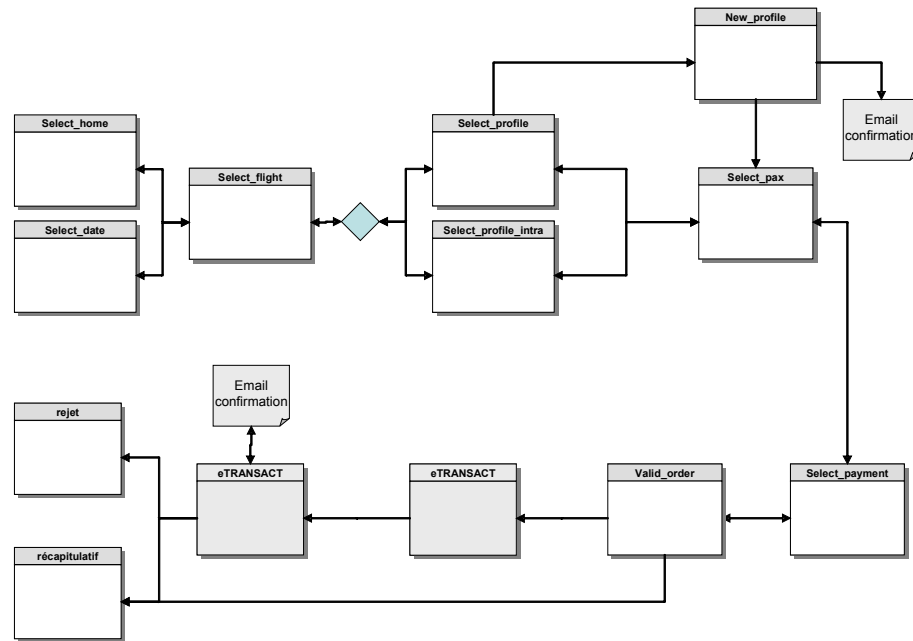 New_profile
Email
confirmation
Select_home
Select_profile
Select_flight
Select_pax
Select_date
Select_profile_intra
Email
confirmation
rejet
eTRANSACT
eTRANSACT
Valid_order
Select_payment
récapitulatif